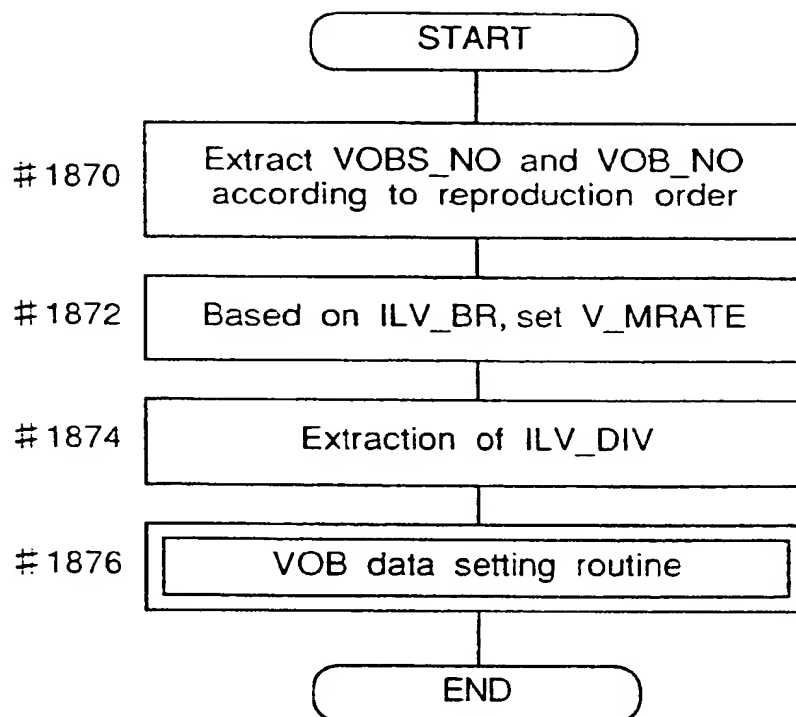 START
#1870
Extract VOBS_NO and VOB_NO
according to reproduction order
#1872
Based on ILV_BR, set V_MRATE
#1874
Extraction of ILV_DIV
#1876
VOB data setting routine
END